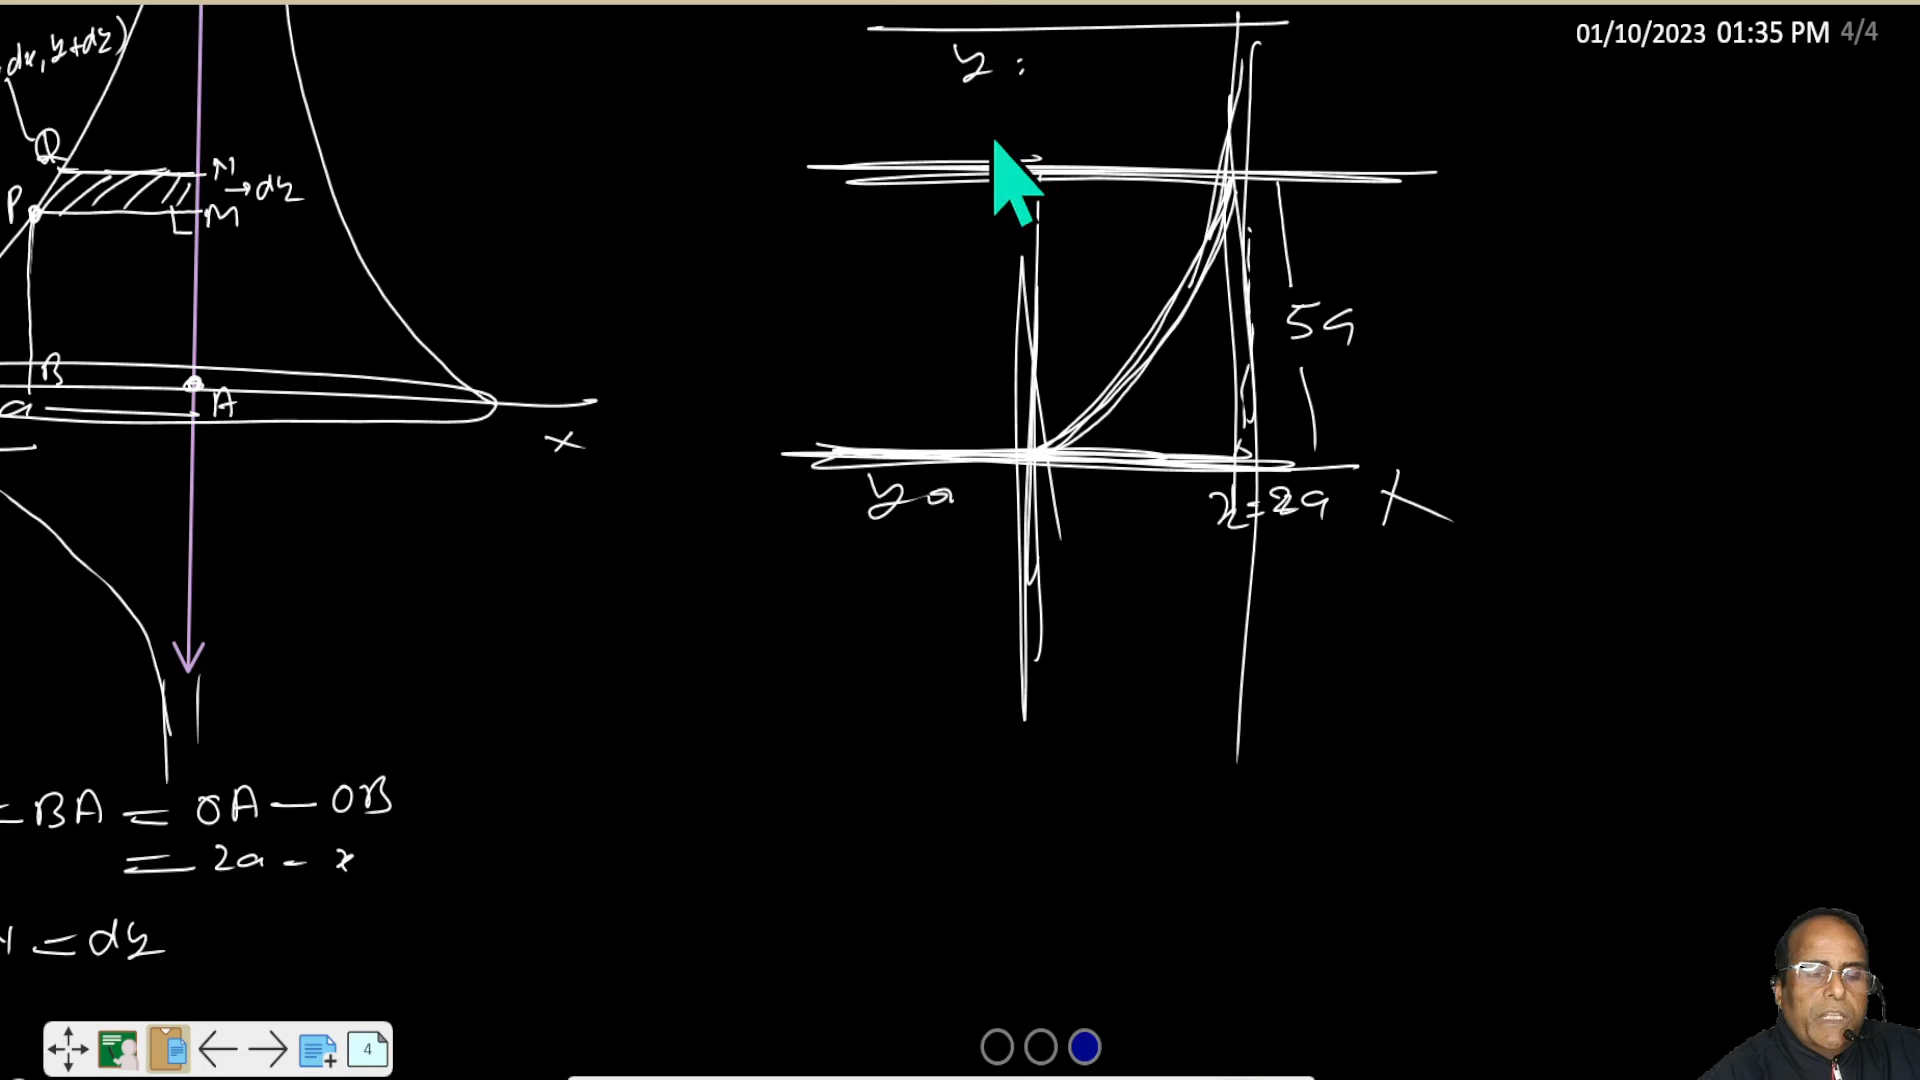 01/10/2023 01:35 PM 4/4
dx, y+dy)
y :
Q
N
→ dy
P
M
5a
B
a
A
x
x = 2a
X
= BA = OA - OB
= 2a - x
= dy
4